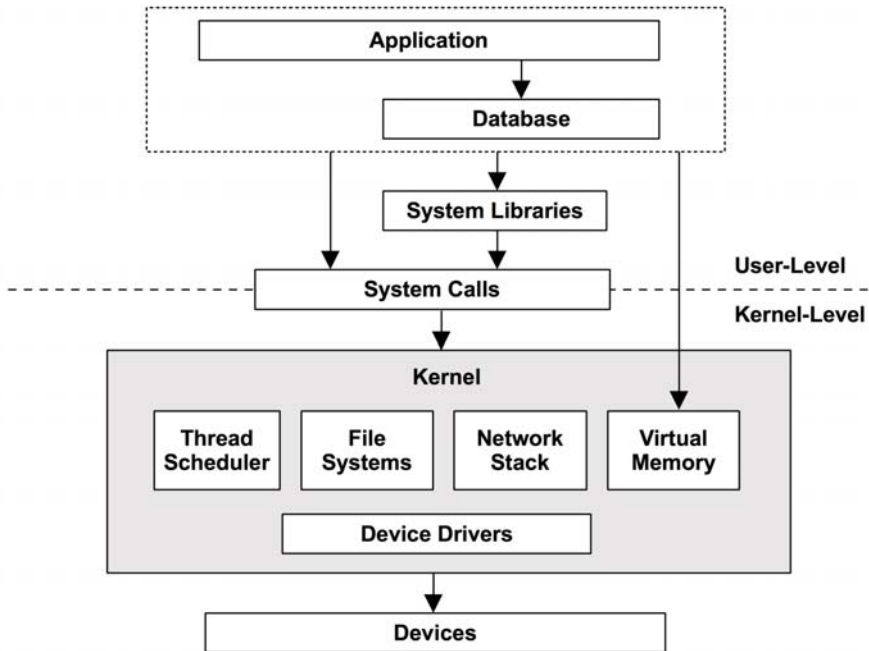 Application
Database
System Libraries
User-Level
System Calls
Kernel-Level
Kernel
Thread
Scheduler
File
Systems
Network
Stack
Virtual
Memory
Device Drivers
Devices